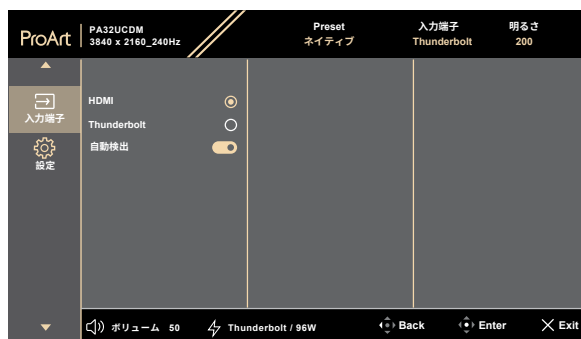 ProArt
PA32UCDM
3840 x 2160_240Hz
Preset
ネイティブ
入力端子
Thunderbolt
明るさ
200
入力端子
設定
HDMI
Thunderbolt
自動検出
ボリューム 50
Thunderbolt / 96W
Back
Enter
Exit